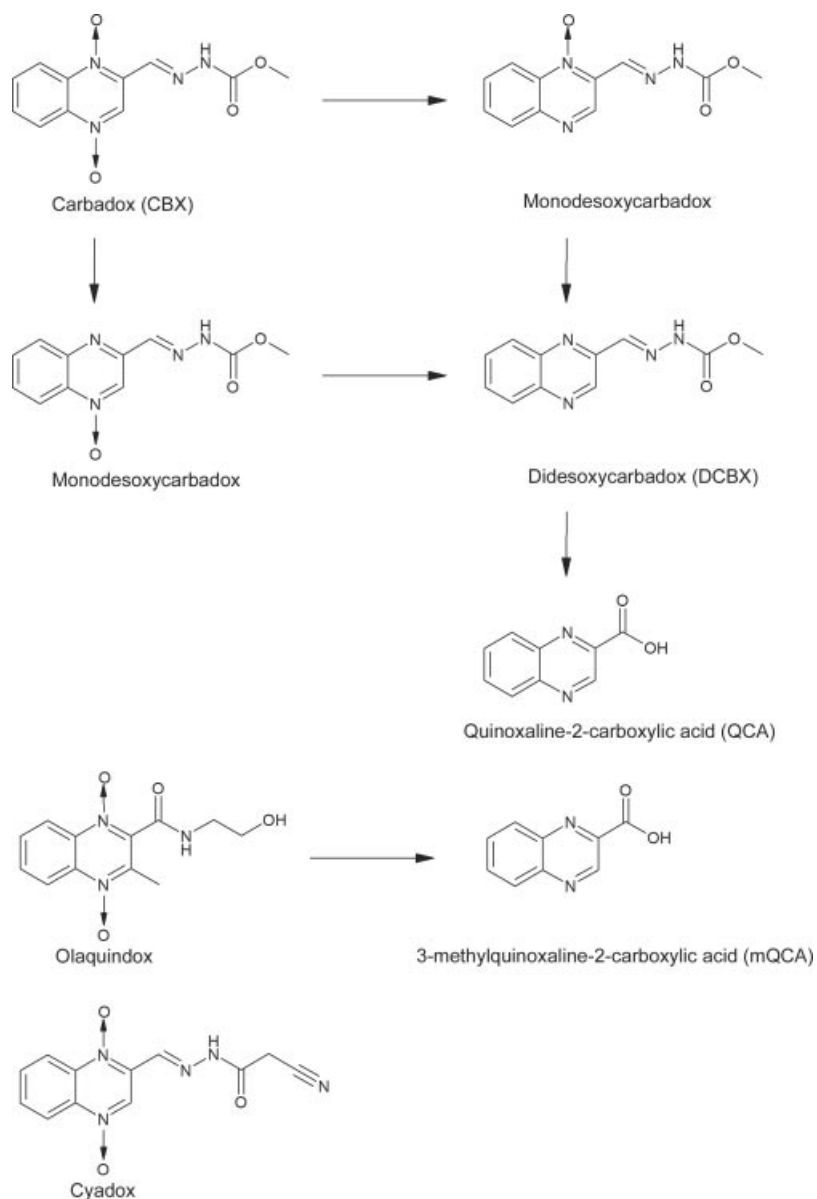 Carbadox (CBX)
Monodesoxycarbadox
Monodesoxycarbadox
Didesoxycarbadox (DCBX)
Quinoxaline-2-carboxylic acid (QCA)
Olaquindox
3-methylquinoxaline-2-carboxylic acid (mQCA)
Cyadox